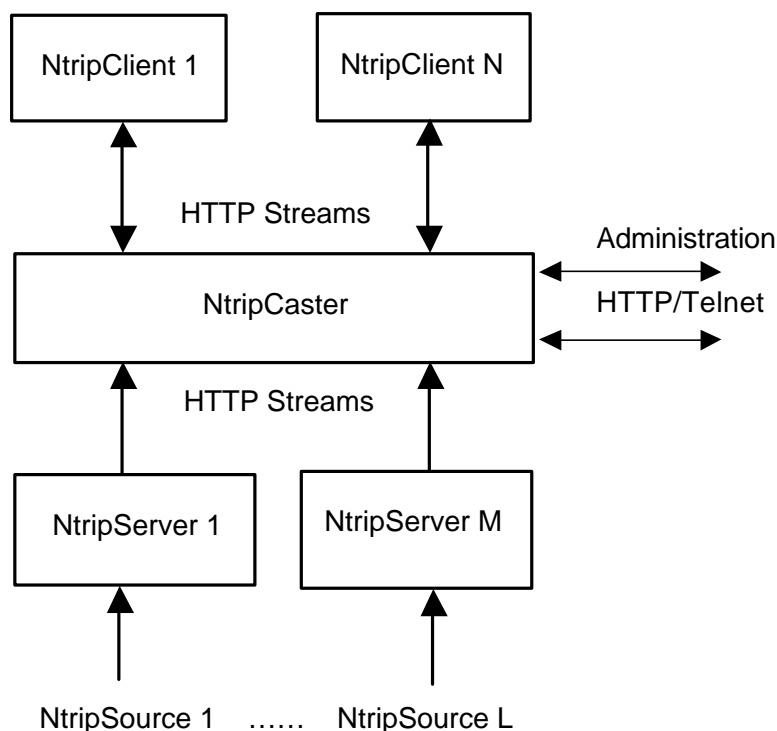 NtripClient 1
NtripClient N
HTTP Streams
Administration
HTTP/Telnet
NtripCaster
HTTP Streams
NtripServer 1
NtripServer M
NtripSource 1 …… NtripSource L